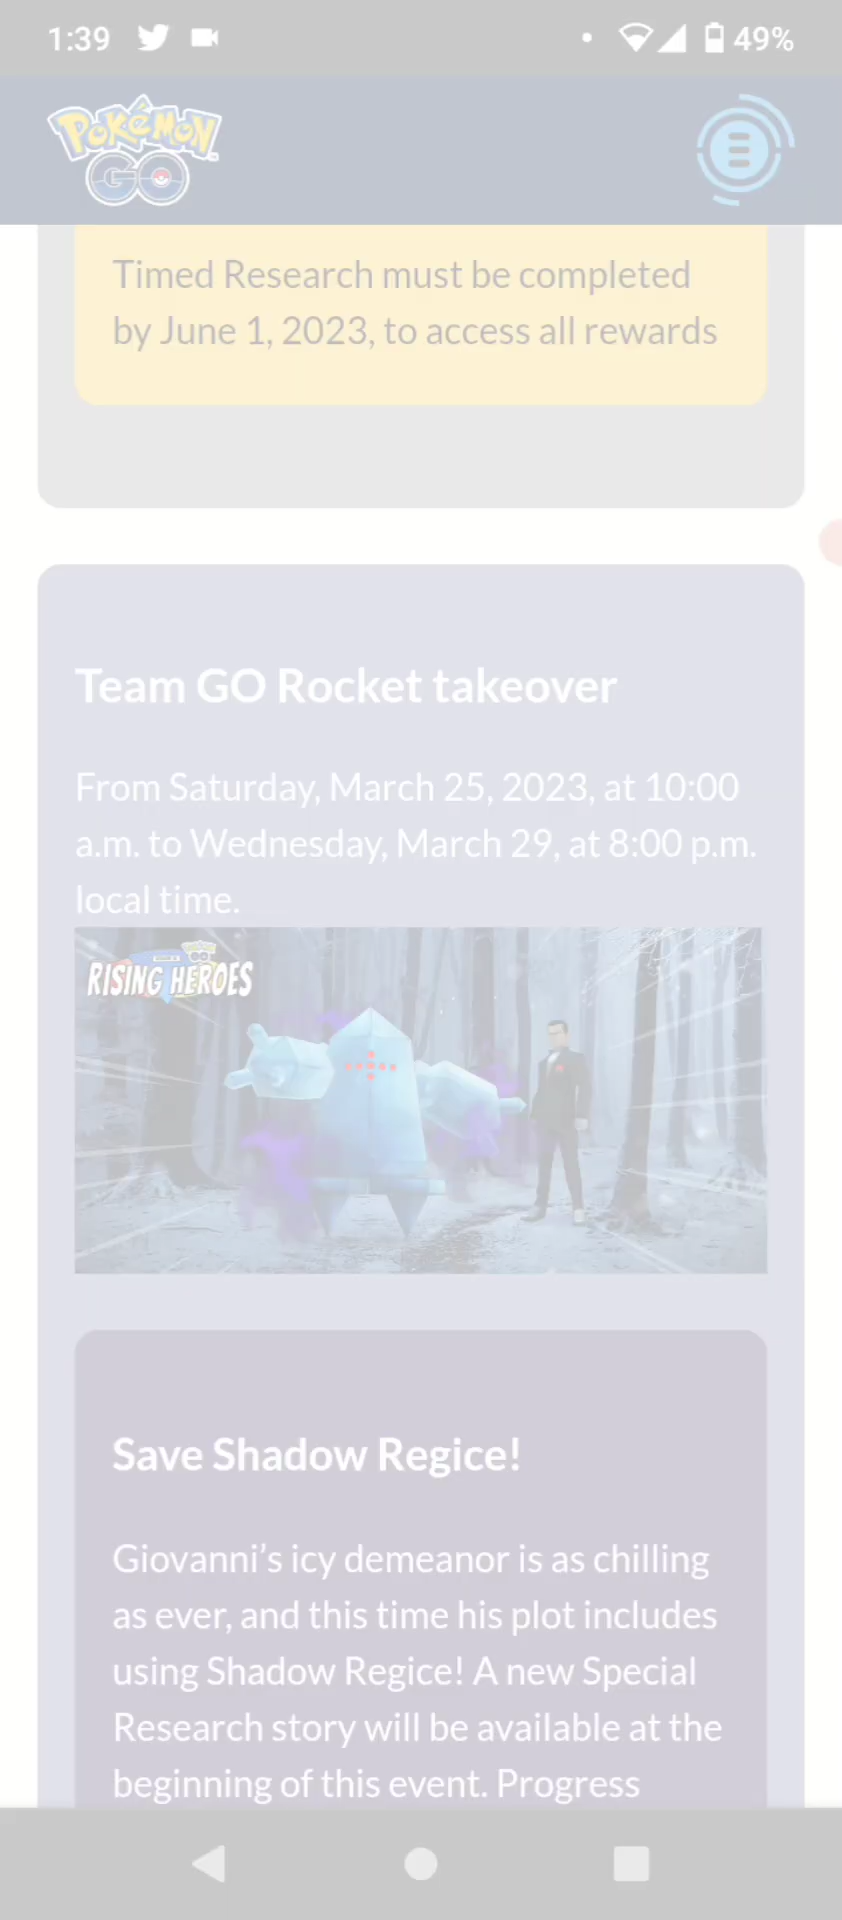 1:39
49%
POKÉMON
GO
Timed Research must be completed
by June 1, 2023, to access all rewards
Team GO Rocket takeover
From Saturday, March 25, 2023, at 10:00
a.m. to Wednesday, March 29, at 8:00 p.m.
local time.
RISING HEROES
Save Shadow Regice!
Giovanni’s icy demeanor is as chilling
as ever, and this time his plot includes
using Shadow Regice! A new Special
Research story will be available at the
beginning of this event. Progress